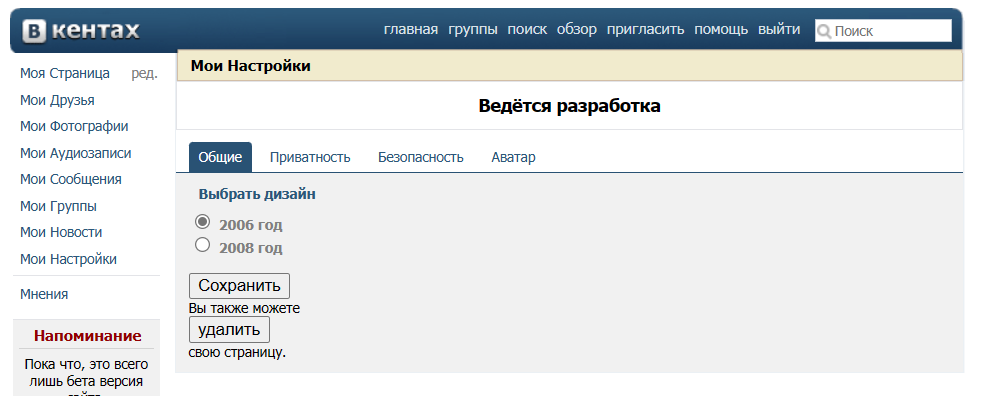 В кентах
главная группы поиск обзор пригласить помощь выйти
Поиск
Моя Страница ред.
Мои Друзья
Мои Фотографии
Мои Аудиозаписи
Мои Сообщения
Мои Группы
Мои Новости
Мои Настройки
Мнения
Напоминание
Пока что, это всего
лишь бета версия
Мои Настройки
Ведётся разработка
Общие Приватность Безопасность Аватар
Выбрать дизайн
2006 год
2008 год
Сохранить
Вы также можете
удалить
свою страницу.